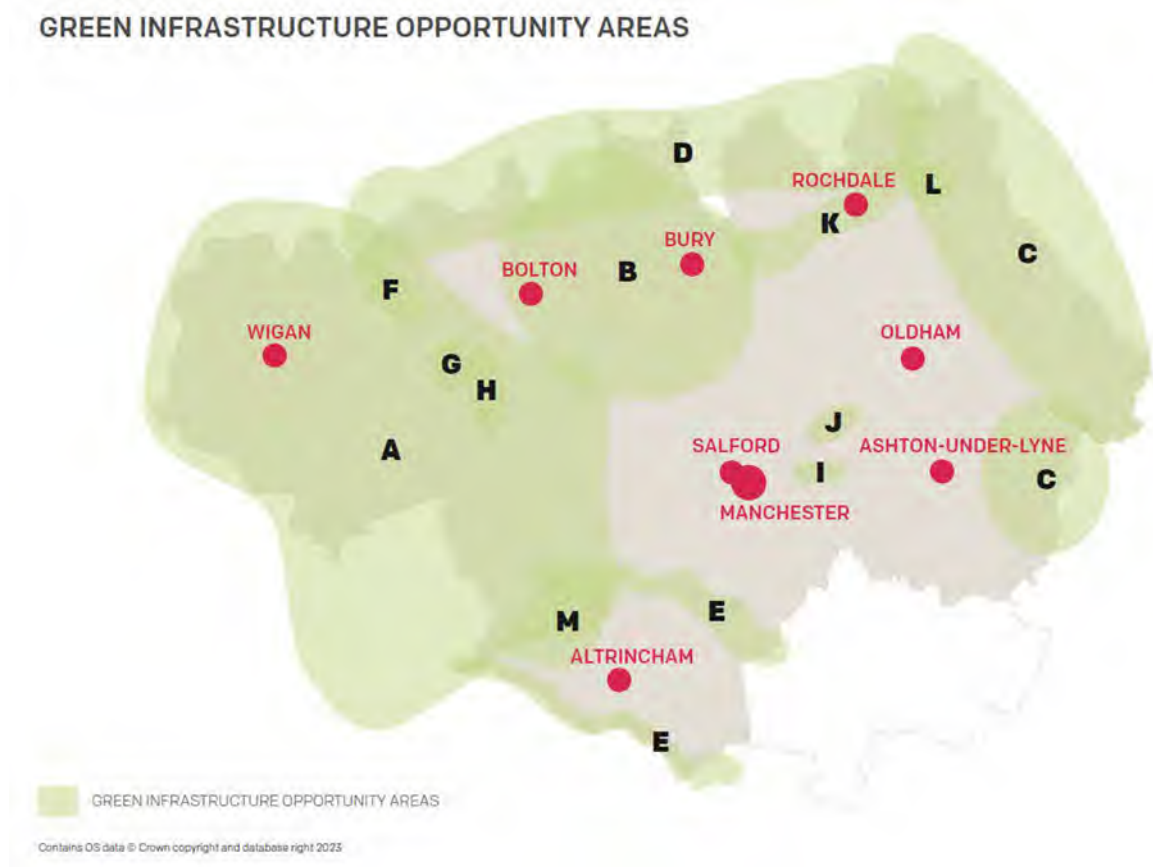 GREEN INFRASTRUCTURE OPPORTUNITY AREAS
D
ROCHDALE
L
K
BURY
C
BOLTON
B
F
WIGAN
OLDHAM
G
H
J
A
SALFORD
ASHTON-UNDER-LYNE
I
C
MANCHESTER
M
E
ALTRINCHAM
E
GREEN INFRASTRUCTURE OPPORTUNITY AREAS
Contains OS data © Crown copyright and database right 2023